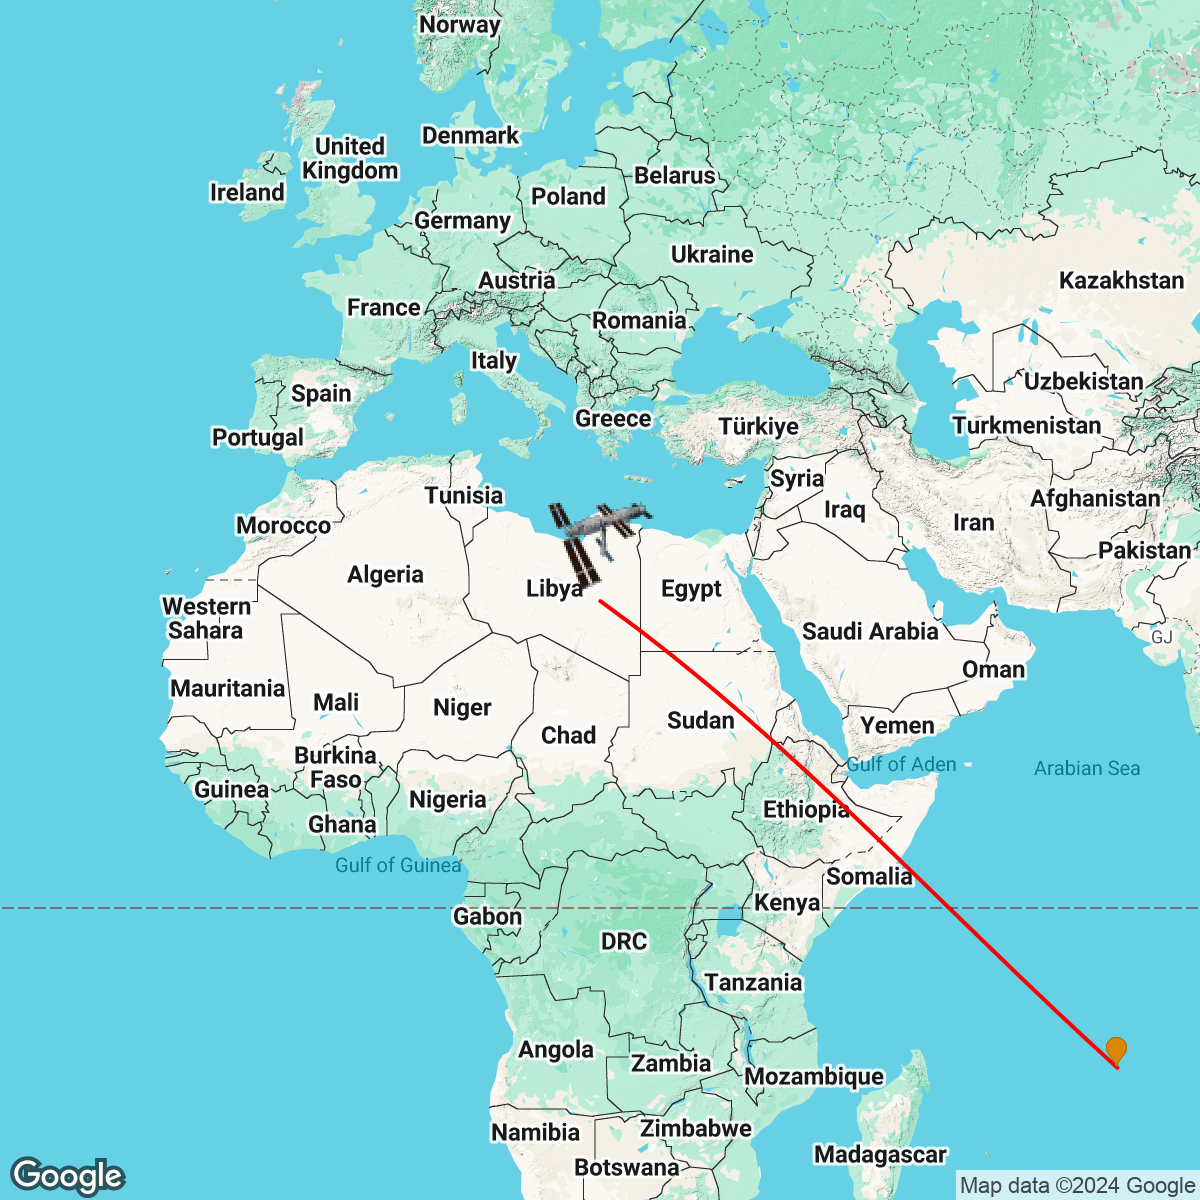 Norway
Denmark
United
Kingdom
Ireland
Belarus
Poland
Germany
Ukraine
Austria
Kazakhstan
France
Romania
Italy
Uzbekistan
Spain
Greece
Türkiye
Turkmenistan
Portugal
Syria
Tunisia
Afghanistan
Iraq
Morocco
Iran
Pakistan
Algeria
Libya
Egypt
Western
Sahara
Saudi Arabia
GJ
Oman
Mauritania
Mali
Niger
Sudan
Yemen
Chad
Burkina
Faso
Gulf of Aden
Arabian Sea
Guinea
Nigeria
Ethiopia
Ghana
Gulf of Guinea
Somalia
Kenya
Gabon
DRC
Tanzania
Angola
Zambia
Mozambique
Namibia
Zimbabwe
Madagascar
Botswana
Google
Map data ©2024 Google